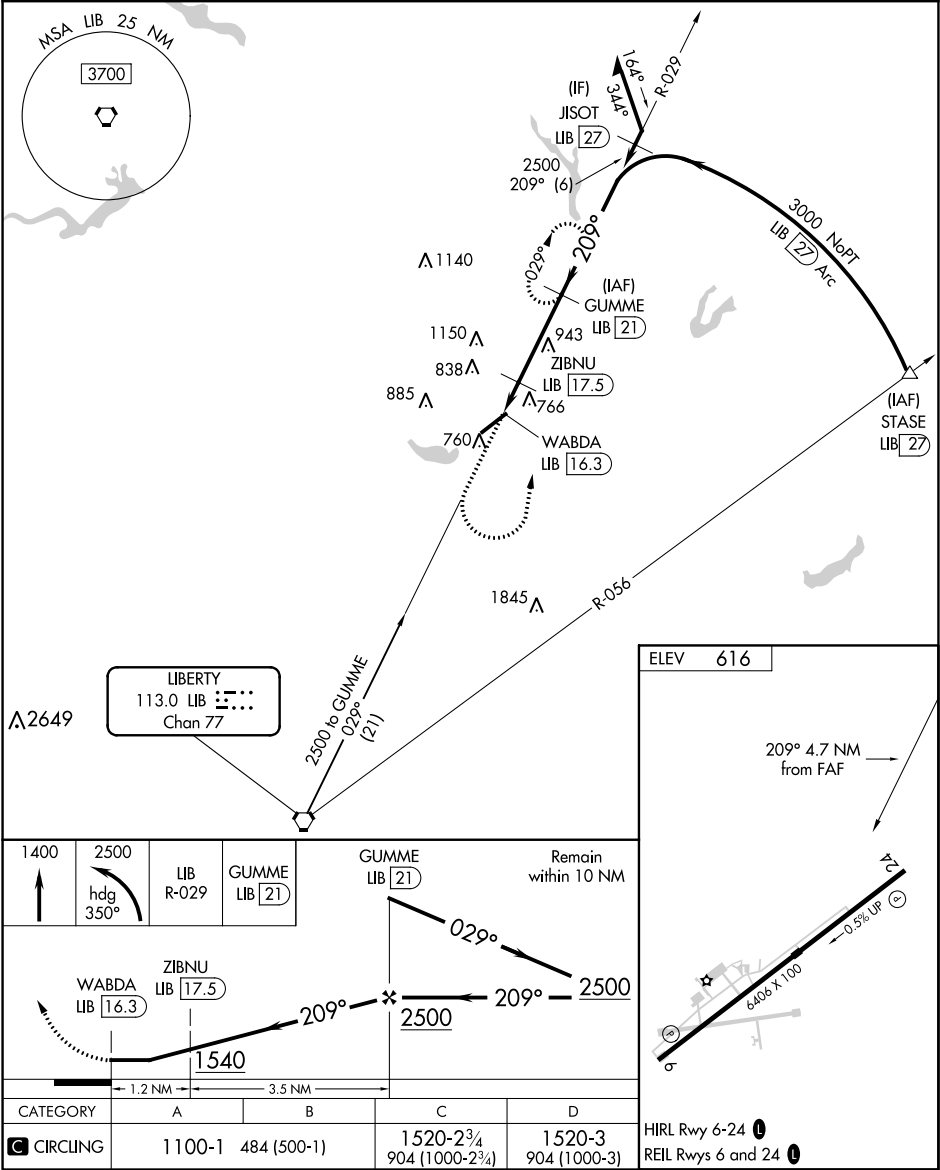 MSA LIB 25 NM
3700
R-029
164°
344°
(IF)
JISOT
LIB 27
2500
209° (6)
3000 NoPT
LIB 27 Arc
209°
029°
1140
(IAF)
GUMME
LIB 21
1150
943
838
ZIBNU
LIB 17.5
885
766
(IAF)
STASE
LIB 27
760
WABDA
LIB 16.3
1845
R-056
LIBERTY
113.0 LIB
Chan 77
2649
2500 to GUMME
029°
(21)
ELEV 616
209° 4.7 NM
from FAF
24
0.5% UP
P
6406 X 100
P
6
HIRL Rwy 6-24 L
REIL Rwys 6 and 24 L
1400
2500
hdg
350°
LIB
R-029
GUMME
LIB 21
GUMME
LIB 21
Remain
within 10 NM
029°
2500
209°
2500
209°
ZIBNU
LIB 17.5
WABDA
LIB 16.3
1540
1.2 NM
3.5 NM
CATEGORY A B C D
C CIRCLING 1100-1 484 (500-1) 1520-2¾ 1520-3
904 (1000-2¾) 904 (1000-3)